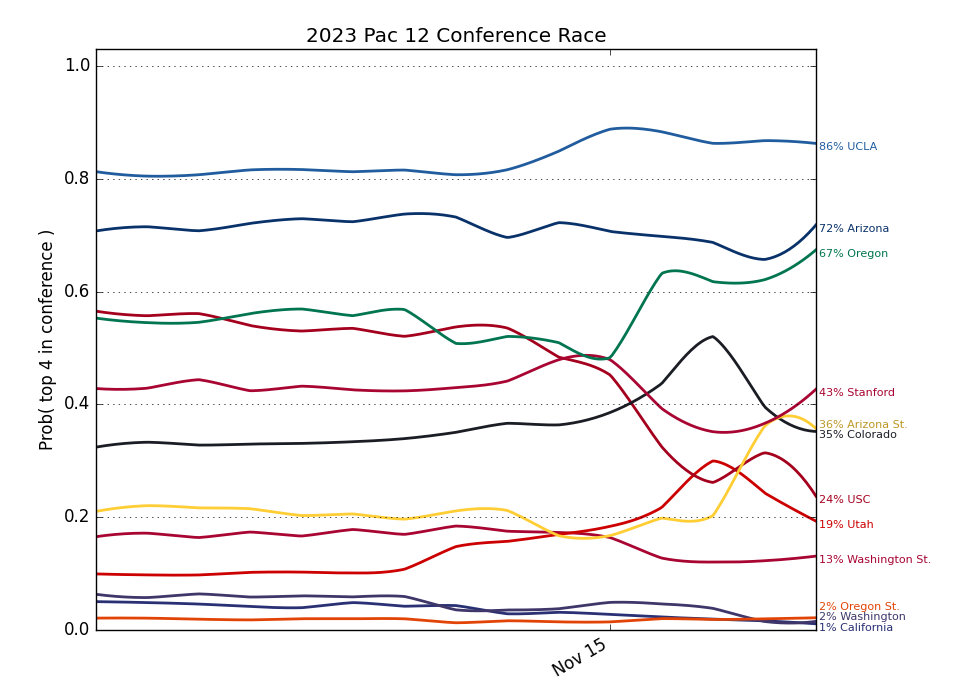 2023 Pac 12 Conference Race
Prob( top 4 in conference )
1.0
0.8
0.6
0.4
0.2
0.0
Nov 15
86% UCLA
72% Arizona
67% Oregon
43% Stanford
36% Arizona St.
35% Colorado
24% USC
19% Utah
13% Washington St.
2% Oregon St.
2% Washington
1% California